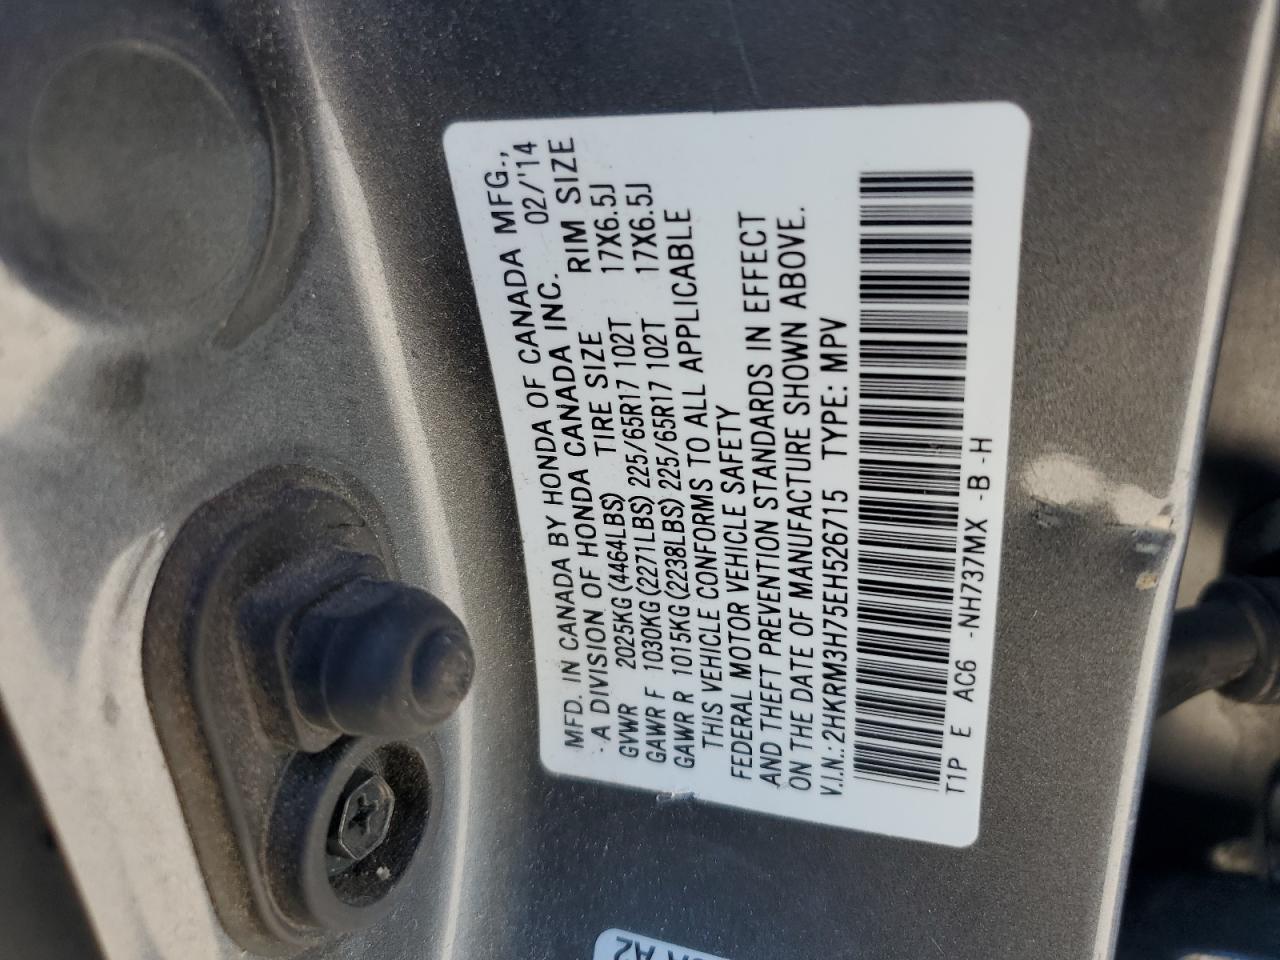 MFD. IN CANADA BY HONDA OF CANADA MFG.,
A DIVISION OF HONDA CANADA INC. 02/'14
GVWR 2025KG (4464LBS) TIRE SIZE RIM SIZE
GAWR F 1030KG (2271LBS) 225/65R17 102T 17X6.5J
GAWR R 1015KG (2238LBS) 225/65R17 102T 17X6.5J
THIS VEHICLE CONFORMS TO ALL APPLICABLE
FEDERAL MOTOR VEHICLE SAFETY
AND THEFT PREVENTION STANDARDS IN EFFECT
ON THE DATE OF MANUFACTURE SHOWN ABOVE.
V.I.N.: 2HKRM3H75EH526715 TYPE: MPV
T1P E AC6 -NH737MX -B -H
A2